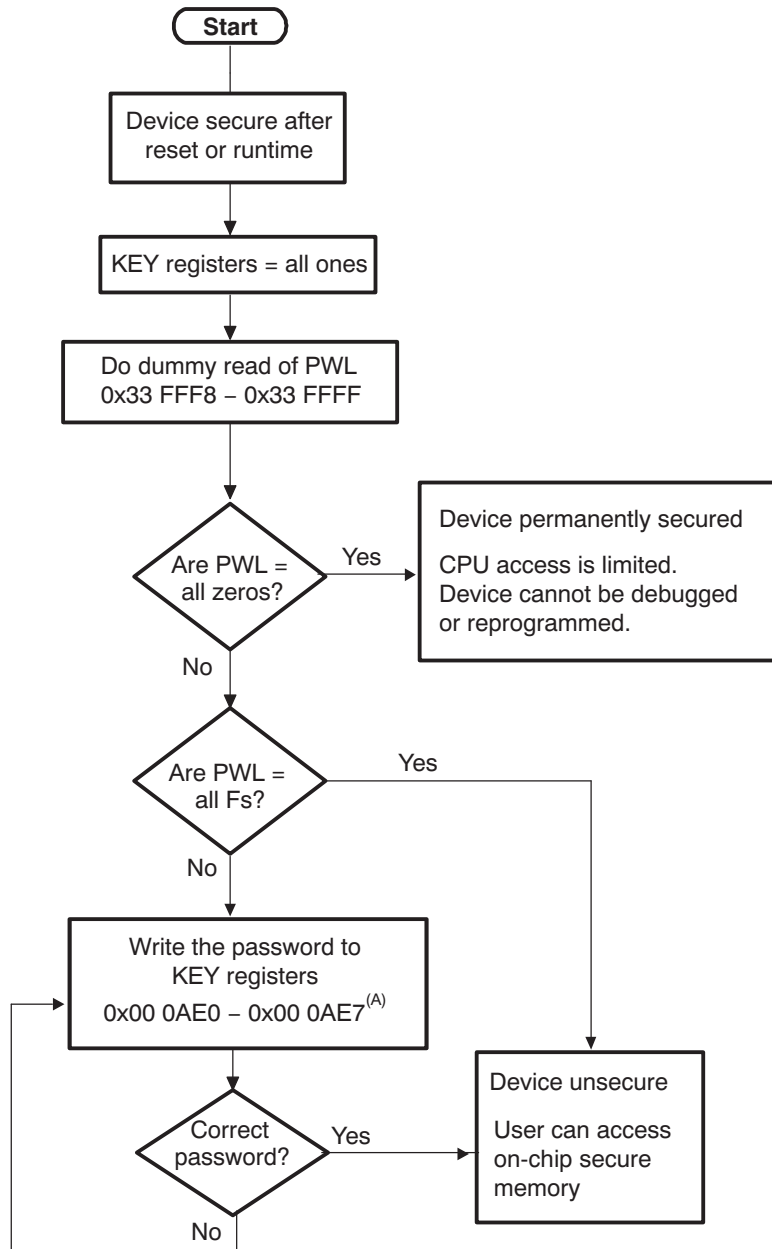 Start
Device secure after
reset or runtime
KEY registers = all ones
Do dummy read of PWL
0x33 FFF8 – 0x33 FFFF
Are PWL =
all zeros?
Yes
Device permanently secured
CPU access is limited.
Device cannot be debugged
or reprogrammed.
No
Are PWL =
all Fs?
Yes
No
Write the password to
KEY registers
0x00 0AE0 – 0x00 0AE7(A)
Correct
password?
Yes
Device unsecure
User can access
on-chip secure
memory
No